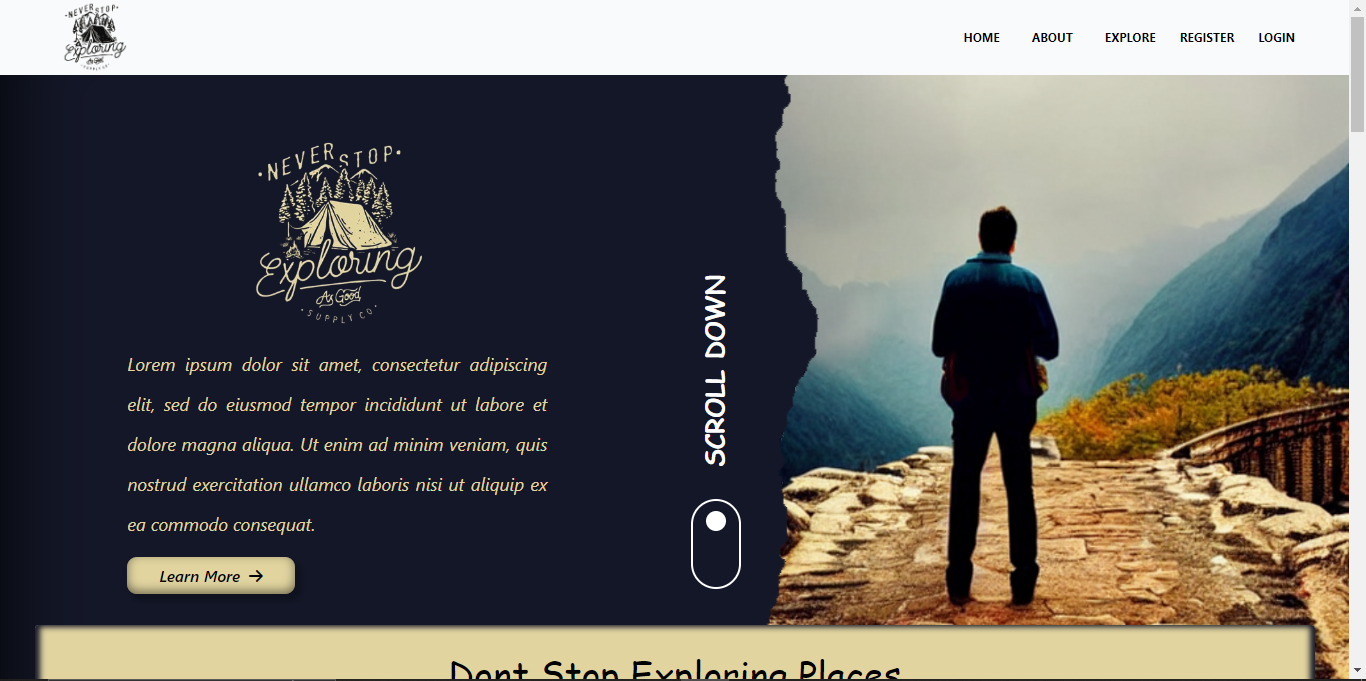 ·NEVER STOP·
Exploring
As Good
·SUPPLY CO·
HOME ABOUT EXPLORE REGISTER LOGIN
·NEVER STOP·
Exploring
As Good
·SUPPLY CO·
Lorem ipsum dolor sit amet, consectetur adipiscing
elit, sed do eiusmod tempor incididunt ut labore et
dolore magna aliqua. Ut enim ad minim veniam, quis
nostrud exercitation ullamco laboris nisi ut aliquip ex
ea commodo consequat.
Learn More →
SCROLL DOWN
Dont Stop Exploring Places